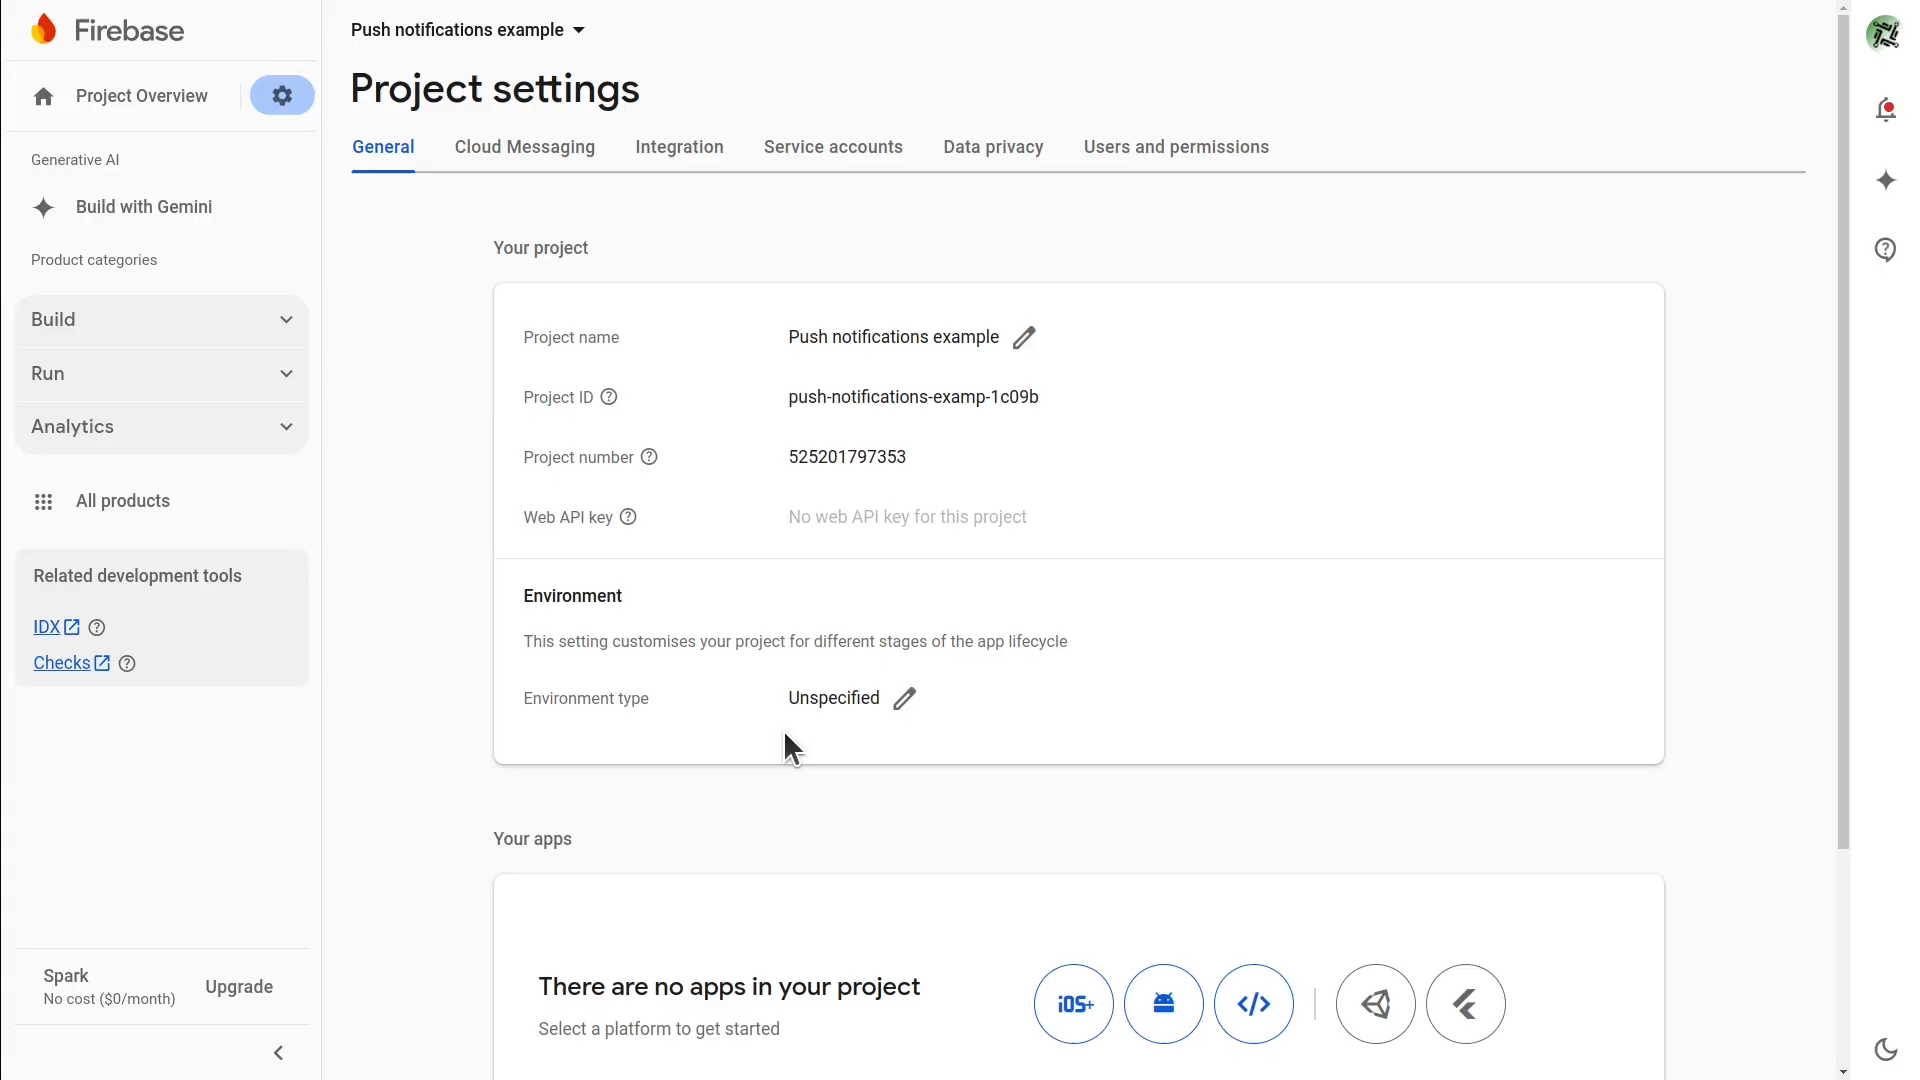 Firebase
Project Overview
Generative AI
Build with Gemini
Product categories
Build
Run
Analytics
All products
Related development tools
IDX
Checks
Spark
No cost ($0/month)
Upgrade
Push notifications example
Project settings
General
Cloud Messaging
Integration
Service accounts
Data privacy
Users and permissions
Your project
Project name
Push notifications example
Project ID
push-notifications-examp-1c09b
Project number
525201797353
Web API key
No web API key for this project
Environment
This setting customises your project for different stages of the app lifecycle
Environment type
Unspecified
Your apps
There are no apps in your project
Select a platform to get started
iOS+